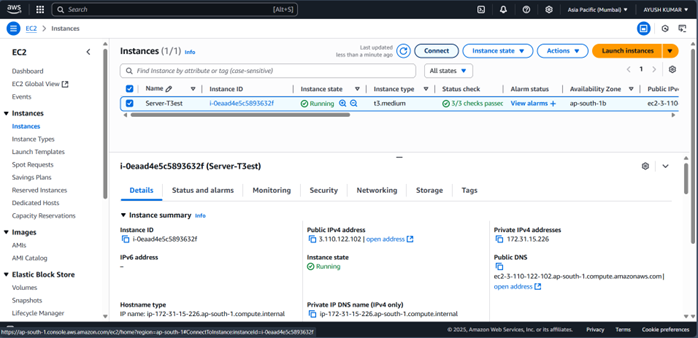 aws
Search
[Alt+S]
Asia Pacific (Mumbai)
AYUSH KUMAR
EC2 > Instances
EC2
Dashboard
EC2 Global View
Events
Instances
Instances
Instance Types
Launch Templates
Spot Requests
Savings Plans
Reserved Instances
Dedicated Hosts
Capacity Reservations
Images
AMIs
AMI Catalog
Elastic Block Store
Volumes
Snapshots
Lifecycle Manager
Instances (1/1) Info
Last updated
less than a minute ago
Connect
Instance state
Actions
Launch instances
Find Instance by attribute or tag (case-sensitive)
All states
1
Name Instance ID Instance state Instance type Status check Alarm status Availability Zone Public IPv
Server-T3est i-0eaad4e5c5893632f Running t3.medium 3/3 checks passec View alarms + ap-south-1b ec2-3-110
i-0eaad4e5c5893632f (Server-T3est)
Details Status and alarms Monitoring Security Networking Storage Tags
Instance summary Info
Instance ID
i-0eaad4e5c5893632f
Public IPv4 address
3.110.122.102 | open address
Private IPv4 addresses
172.31.15.226
IPv6 address
–
Instance state
Running
Public DNS
ec2-3-110-122-102.ap-south-1.compute.amazonaws.com |
open address
Hostname type
IP name: ip-172-31-15-226.ap-south-1.compute.internal
Private IP DNS name (IPv4 only)
ip-172-31-15-226.ap-south-1.compute.internal
https://ap-south-1.console.aws.amazon.com/ec2/home?region=ap-south-1#ConnectToInstance:instanceId=i-0eaad4e5c5893632f
© 2025, Amazon Web Services, Inc. or its affiliates. Privacy Terms Cookie preferences